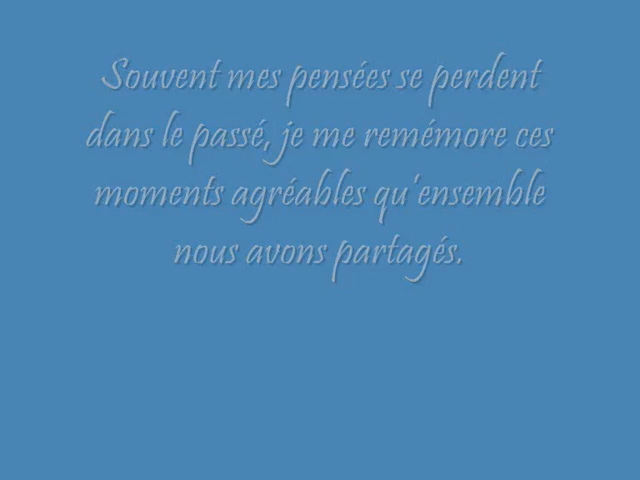 Souvent mes pensées se perdent
dans le passé, je me remémore ces
moments agréables qu'ensemble
nous avons partagés.